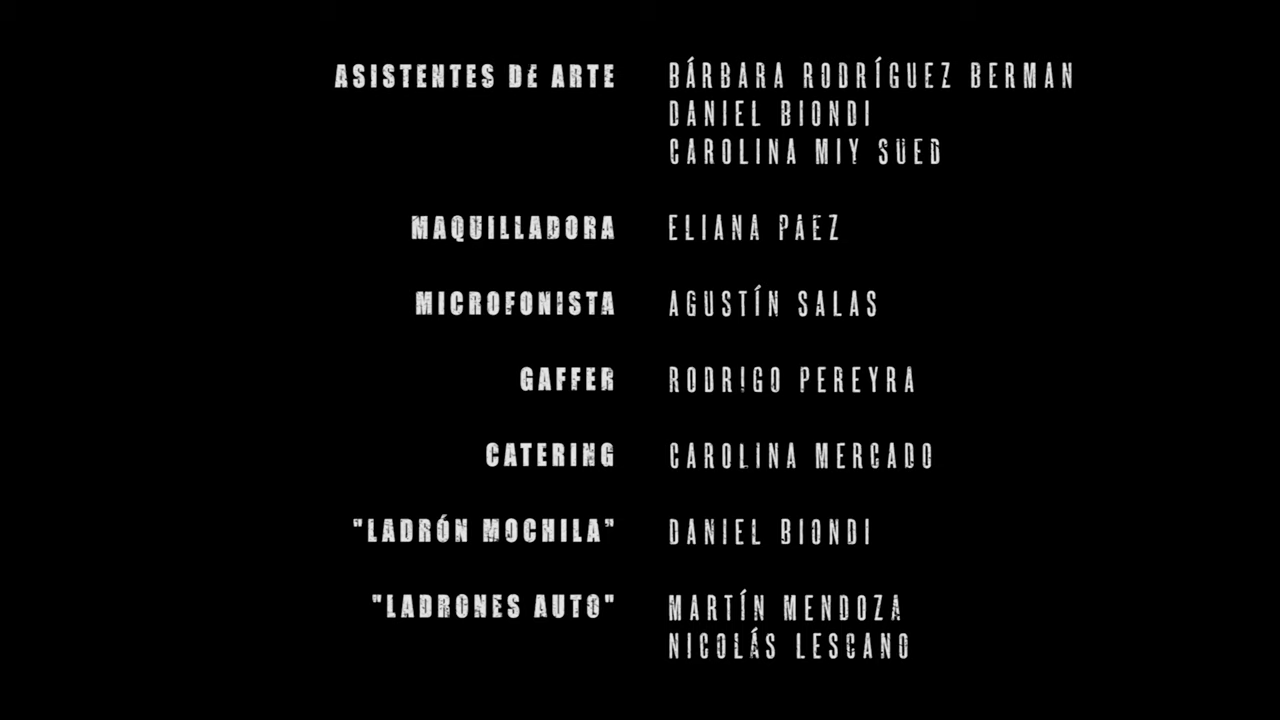 ASISTENTES DE ARTE BÁRBARA RODRÍGUEZ BERMAN
DANIEL BIONDI
CAROLINA MIY SUED
MAQUILLADORA ELIANA PAEZ
MICROFONISTA AGUSTÍN SALAS
GAFFER RODRIGO PEREYRA
CATERING CAROLINA MERCADO
"LADRÓN MOCHILA" DANIEL BIONDI
"LADRONES AUTO" MARTÍN MENDOZA
NICOLÁS LESCANO